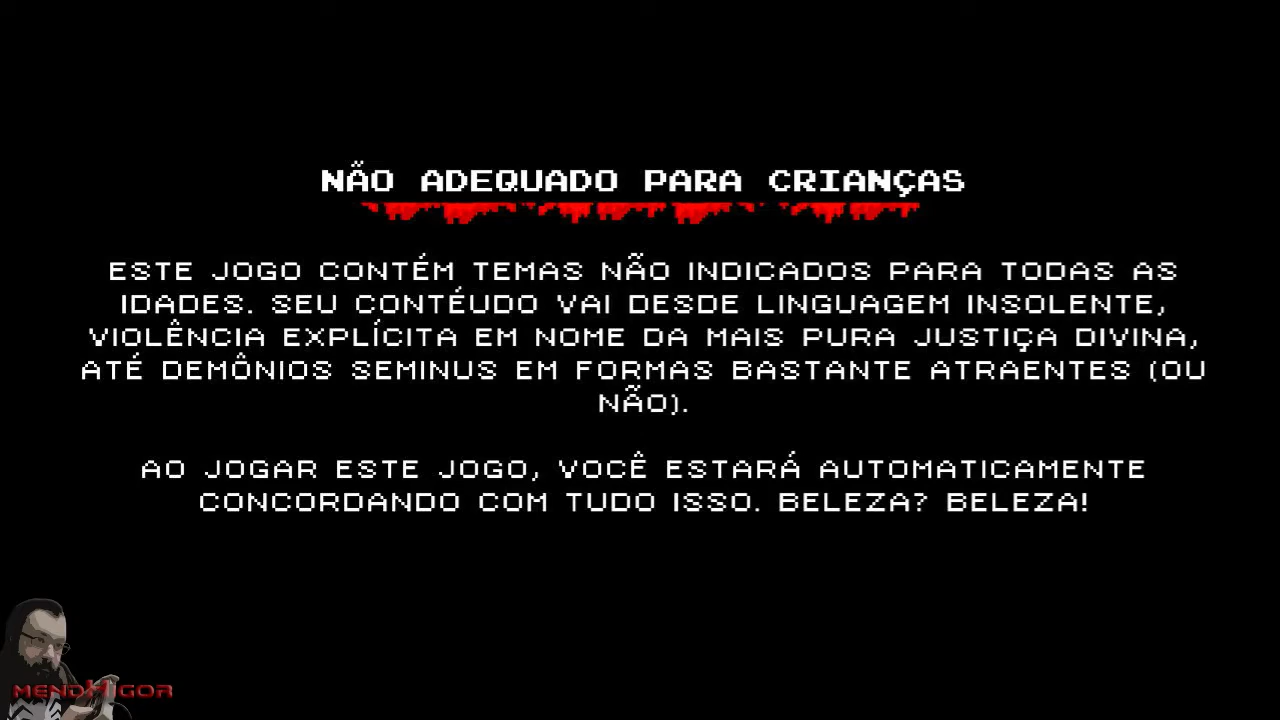 NÃO ADEQUADO PARA CRIANÇAS
ESTE JOGO CONTÉM TEMAS NÃO INDICADOS PARA TODAS AS
IDADES. SEU CONTÉUDO VAI DESDE LINGUAGEM INSOLENTE,
VIOLÊNCIA EXPLÍCITA EM NOME DA MAIS PURA JUSTIÇA DIVINA,
ATÉ DEMÔNIOS SEMINUS EM FORMAS BASTANTE ATRAENTES (OU
NÃO).
AO JOGAR ESTE JOGO, VOCÊ ESTARÁ AUTOMATICAMENTE
CONCORDANDO COM TUDO ISSO. BELEZA? BELEZA!
MENDHIGOR